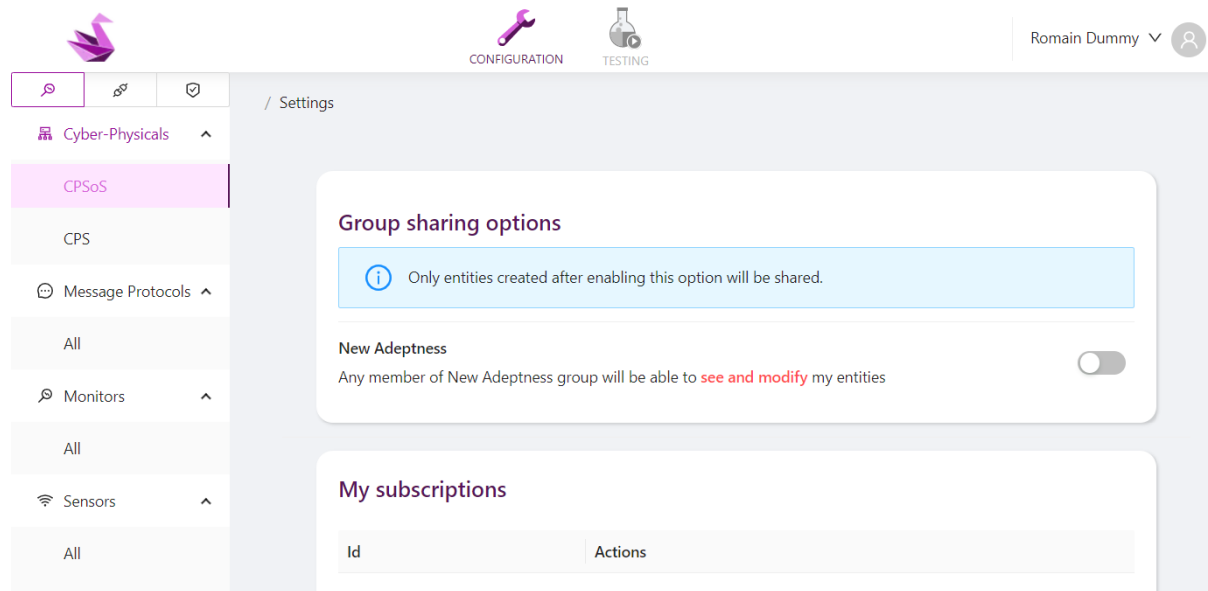 CONFIGURATION
TESTING
Romain Dummy
/ Settings
Cyber-Physicals
CPSoS
CPS
Message Protocols
All
Monitors
All
Sensors
All
Group sharing options
Only entities created after enabling this option will be shared.
New Adeptness
Any member of New Adeptness group will be able to see and modify my entities
My subscriptions
Id Actions